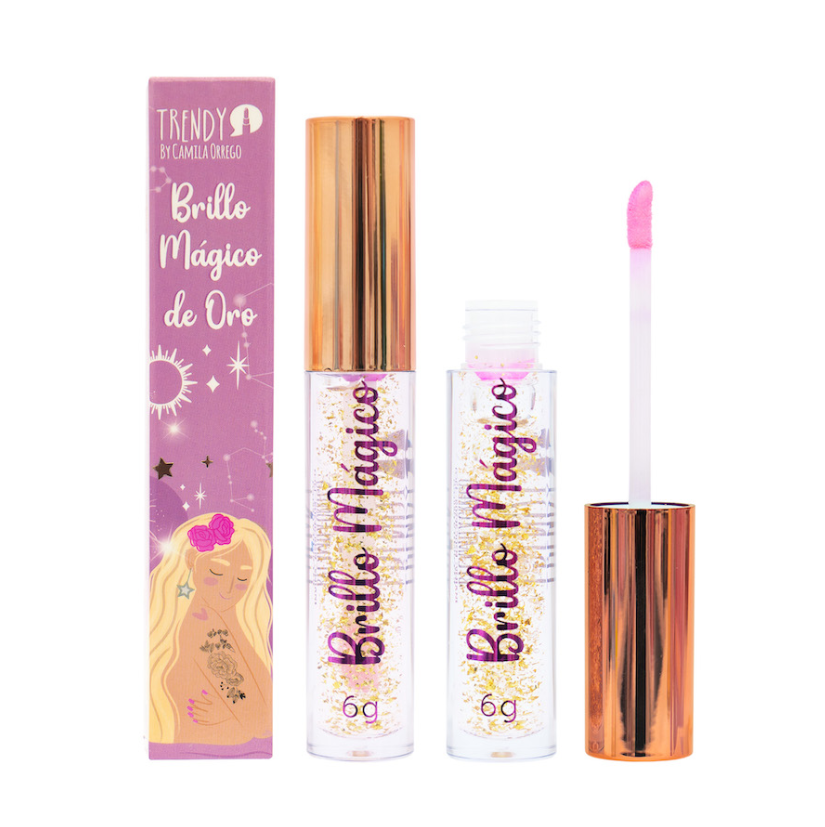 TRENDY
BY CAMILA ORREGO
Brillo
Mágico
de Oro
Brillo Mágico
6g
Brillo Mágico
6g